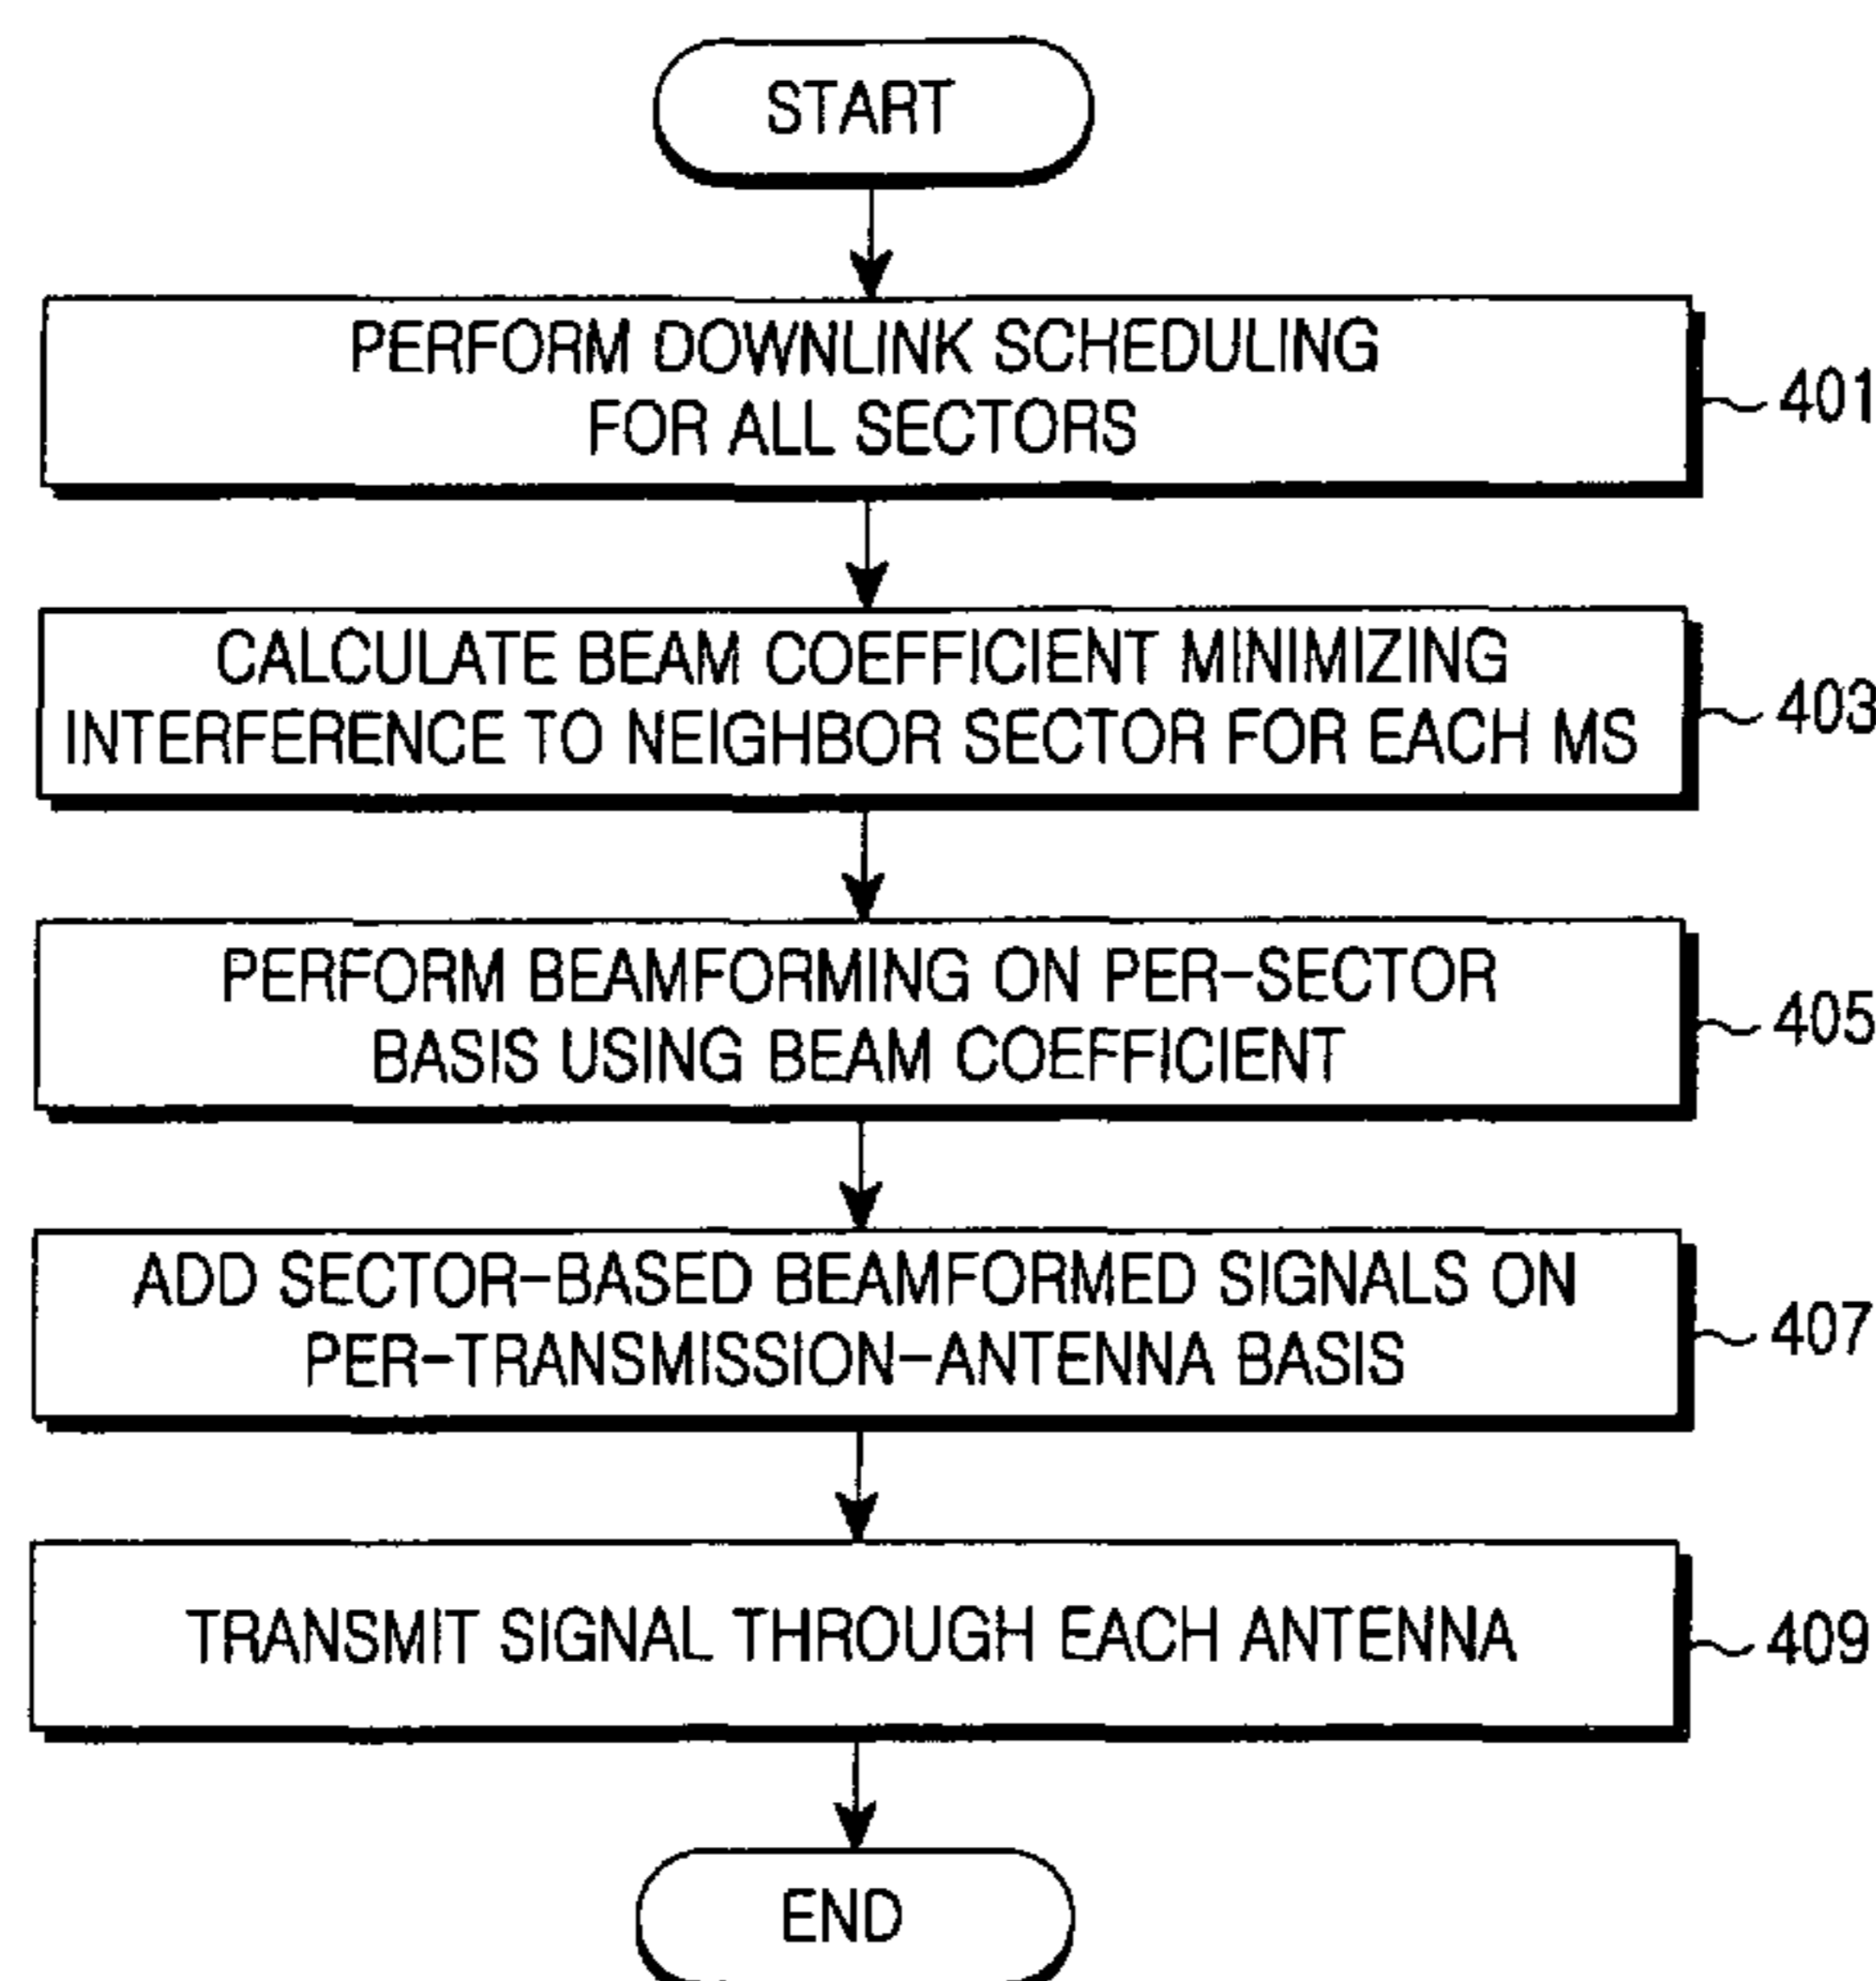 START
PERFORM DOWNLINK SCHEDULING
FOR ALL SECTORS
401
CALCULATE BEAM COEFFICIENT MINIMIZING
INTERFERENCE TO NEIGHBOR SECTOR FOR EACH MS
403
PERFORM BEAMFORMING ON PER-SECTOR
BASIS USING BEAM COEFFICIENT
405
ADD SECTOR-BASED BEAMFORMED SIGNALS ON
PER-TRANSMISSION-ANTENNA BASIS
407
TRANSMIT SIGNAL THROUGH EACH ANTENNA
409
END